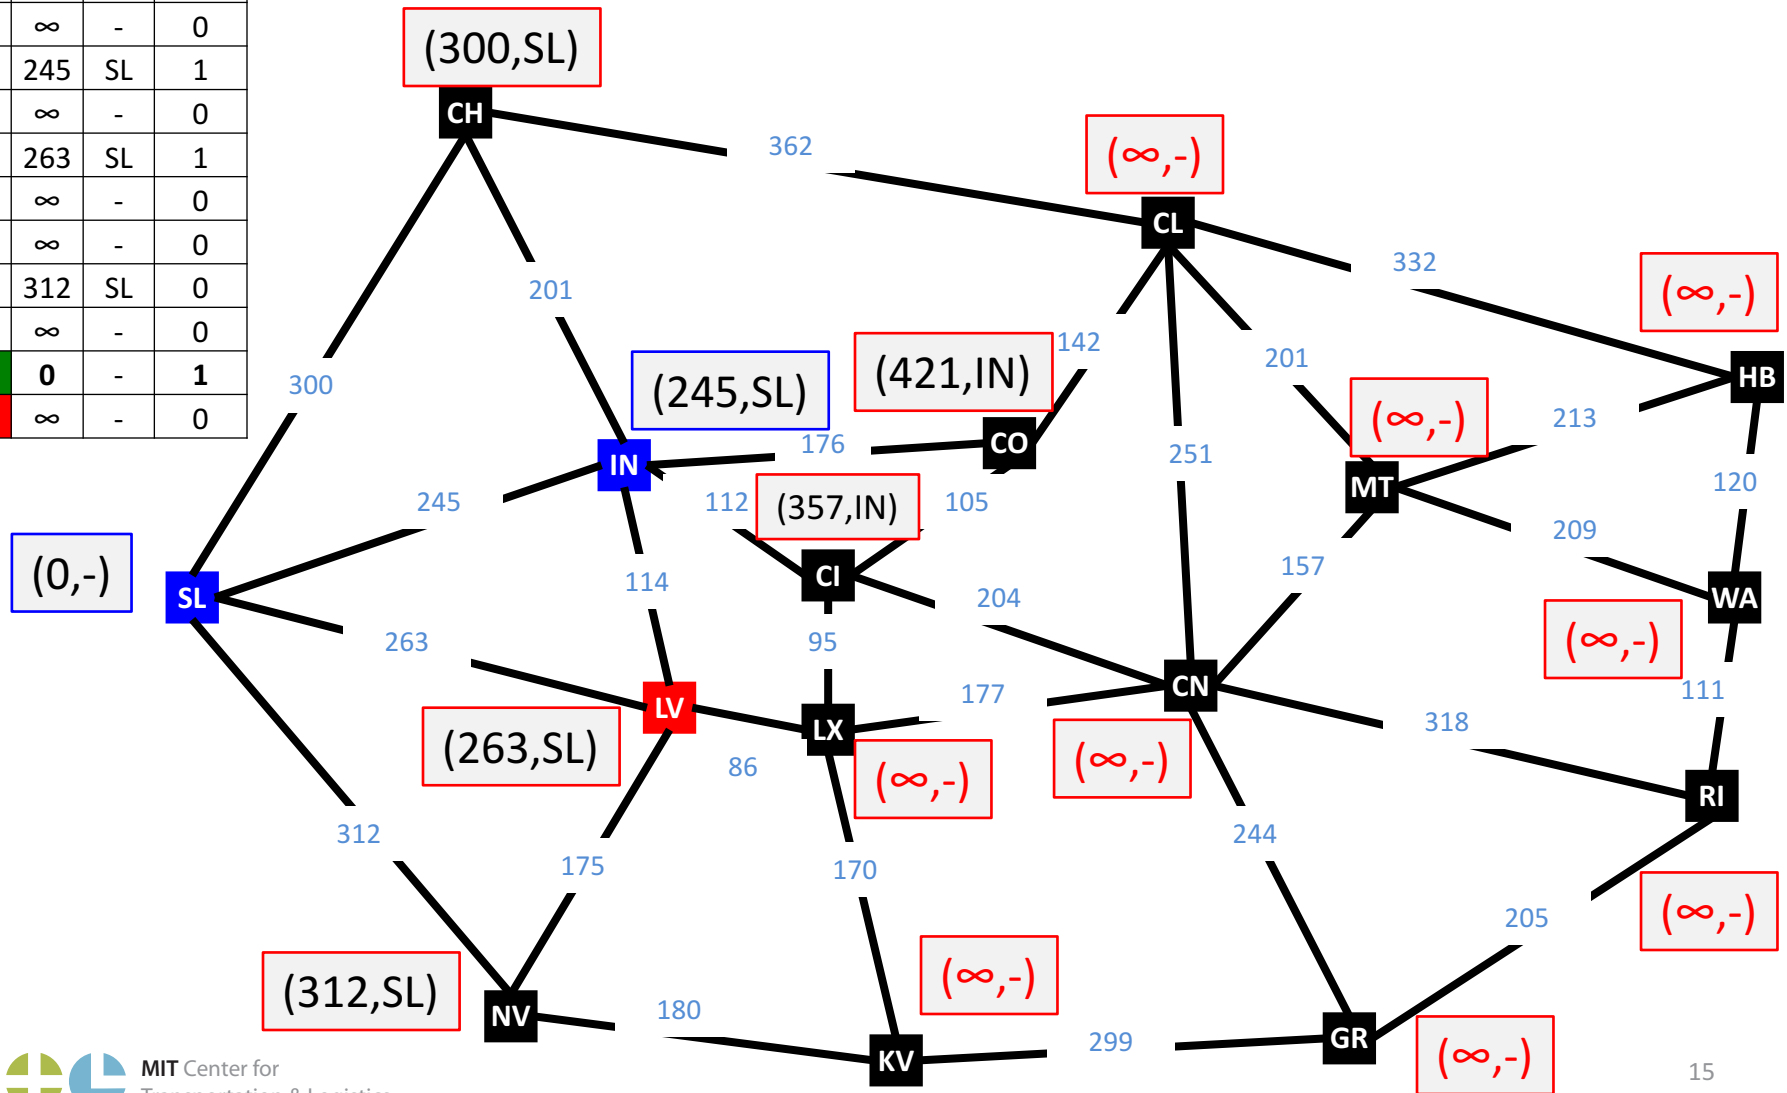 ∞ - 0
245 SL 1
∞ - 0
263 SL 1
∞ - 0
∞ - 0
312 SL 0
∞ - 0
0 - 1
∞ - 0
(300,SL)
CH
362
(∞,-)
CL
332
(∞,-)
HB
201
300
(245,SL)
(421,IN)
142
201
(∞,-)
213
IN
176
CO
251
MT
120
245
112
(357,IN)
105
209
(0,-)
SL
114
CI
204
157
WA
263
95
(∞,-)
LV
(263,SL)
86
LX
177
CN
111
(∞,-)
(∞,-)
318
RI
312
175
170
244
(∞,-)
205
(312,SL)
NV
180
(∞,-)
KV
299
GR
(∞,-)
MIT Center for
Transportation & Logistics
15